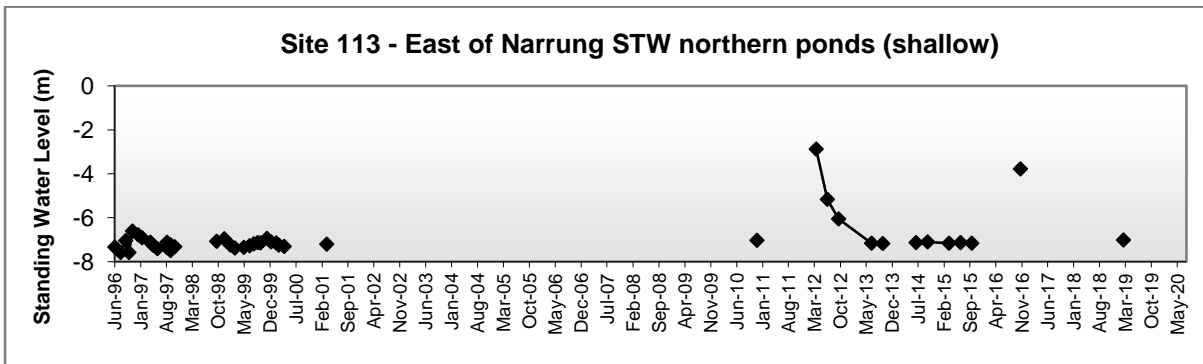 Site 113 - East of Narrung STW northern ponds (shallow)
Standing Water Level (m)
0
-2
-4
-6
-8
Jun-96
Jan-97
Aug-97
Mar-98
Oct-98
May-99
Dec-99
Jul-00
Feb-01
Sep-01
Apr-02
Nov-02
Jun-03
Jan-04
Aug-04
Mar-05
Oct-05
May-06
Dec-06
Jul-07
Feb-08
Sep-08
Apr-09
Nov-09
Jun-10
Jan-11
Aug-11
Mar-12
Oct-12
May-13
Dec-13
Jul-14
Feb-15
Sep-15
Apr-16
Nov-16
Jun-17
Jan-18
Aug-18
Mar-19
Oct-19
May-20